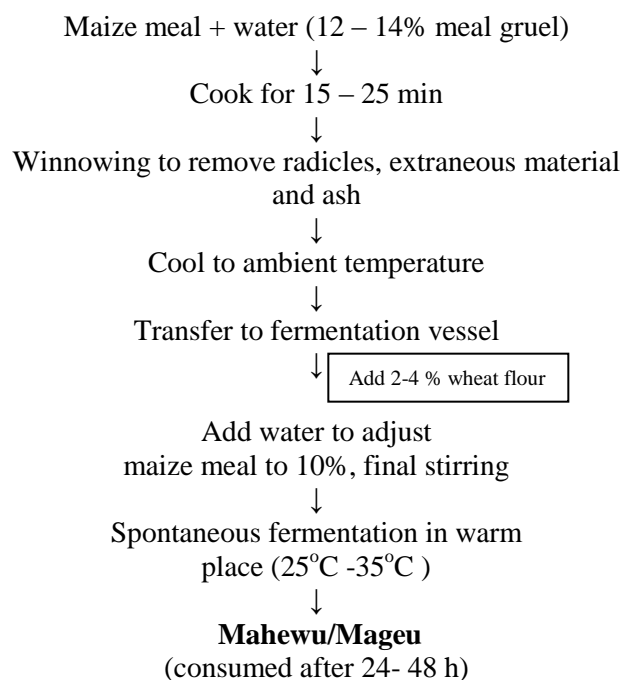 Maize meal + water (12 – 14% meal gruel)
↓
Cook for 15 – 25 min
↓
Winnowing to remove radicles, extraneous material
and ash
↓
Cool to ambient temperature
↓
Transfer to fermentation vessel
↓ Add 2-4 % wheat flour
Add water to adjust
maize meal to 10%, final stirring
↓
Spontaneous fermentation in warm
place (25°C -35°C )
↓
Mahewu/Mageu
(consumed after 24- 48 h)